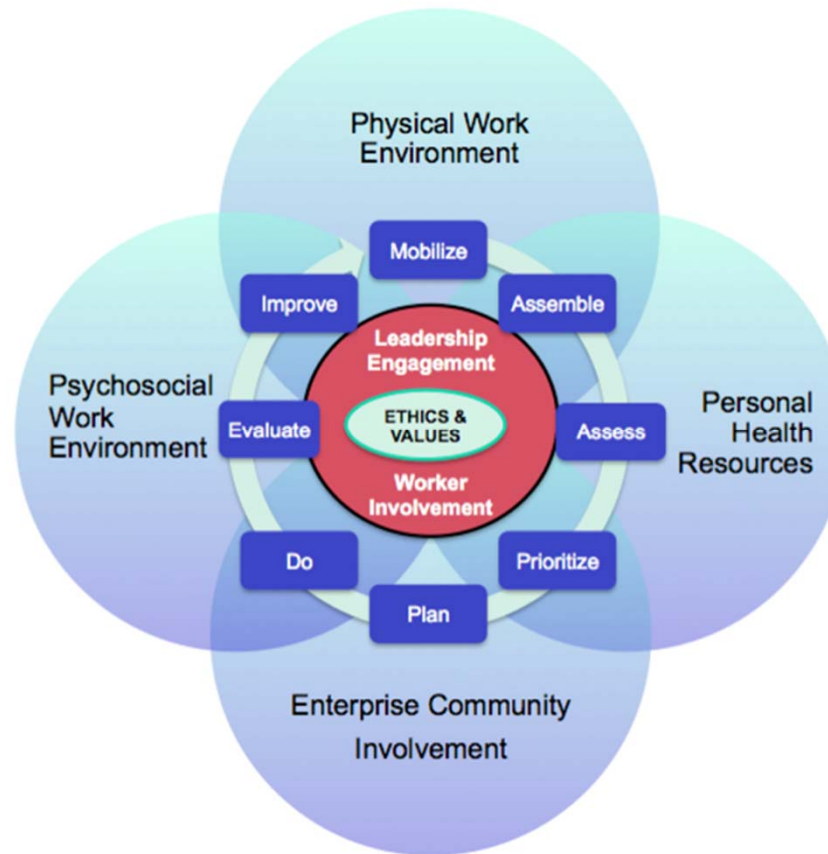 Physical Work
Environment
Mobilize
Improve
Assemble
Leadership
Engagement
Psychosocial
Work
Environment
Evaluate
ETHICS &
VALUES
Assess
Personal
Health
Resources
Worker
Involvement
Do
Prioritize
Plan
Enterprise Community
Involvement